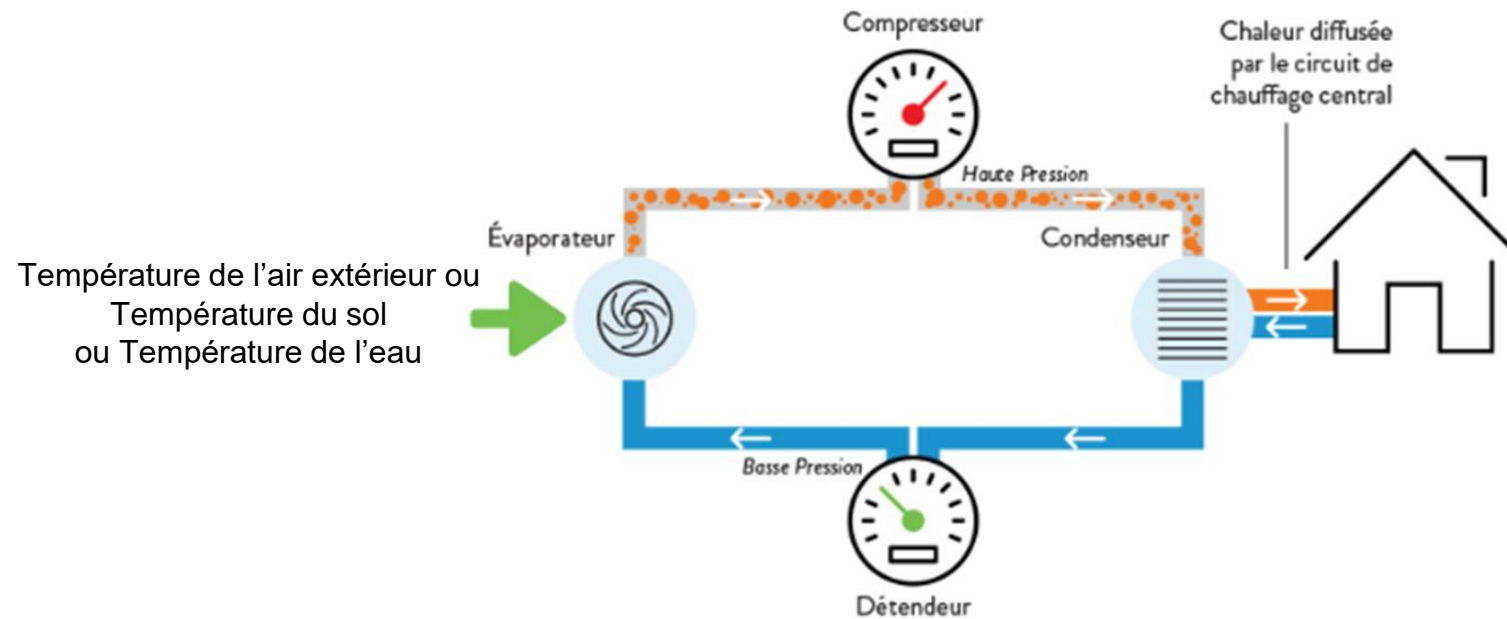 Compresseur
Chaleur diffusée
par le circuit de
chauffage central
Haute Pression
Évaporateur
Condenseur
Température de l’air extérieur ou
Température du sol
ou Température de l’eau
Basse Pression
Détendeur